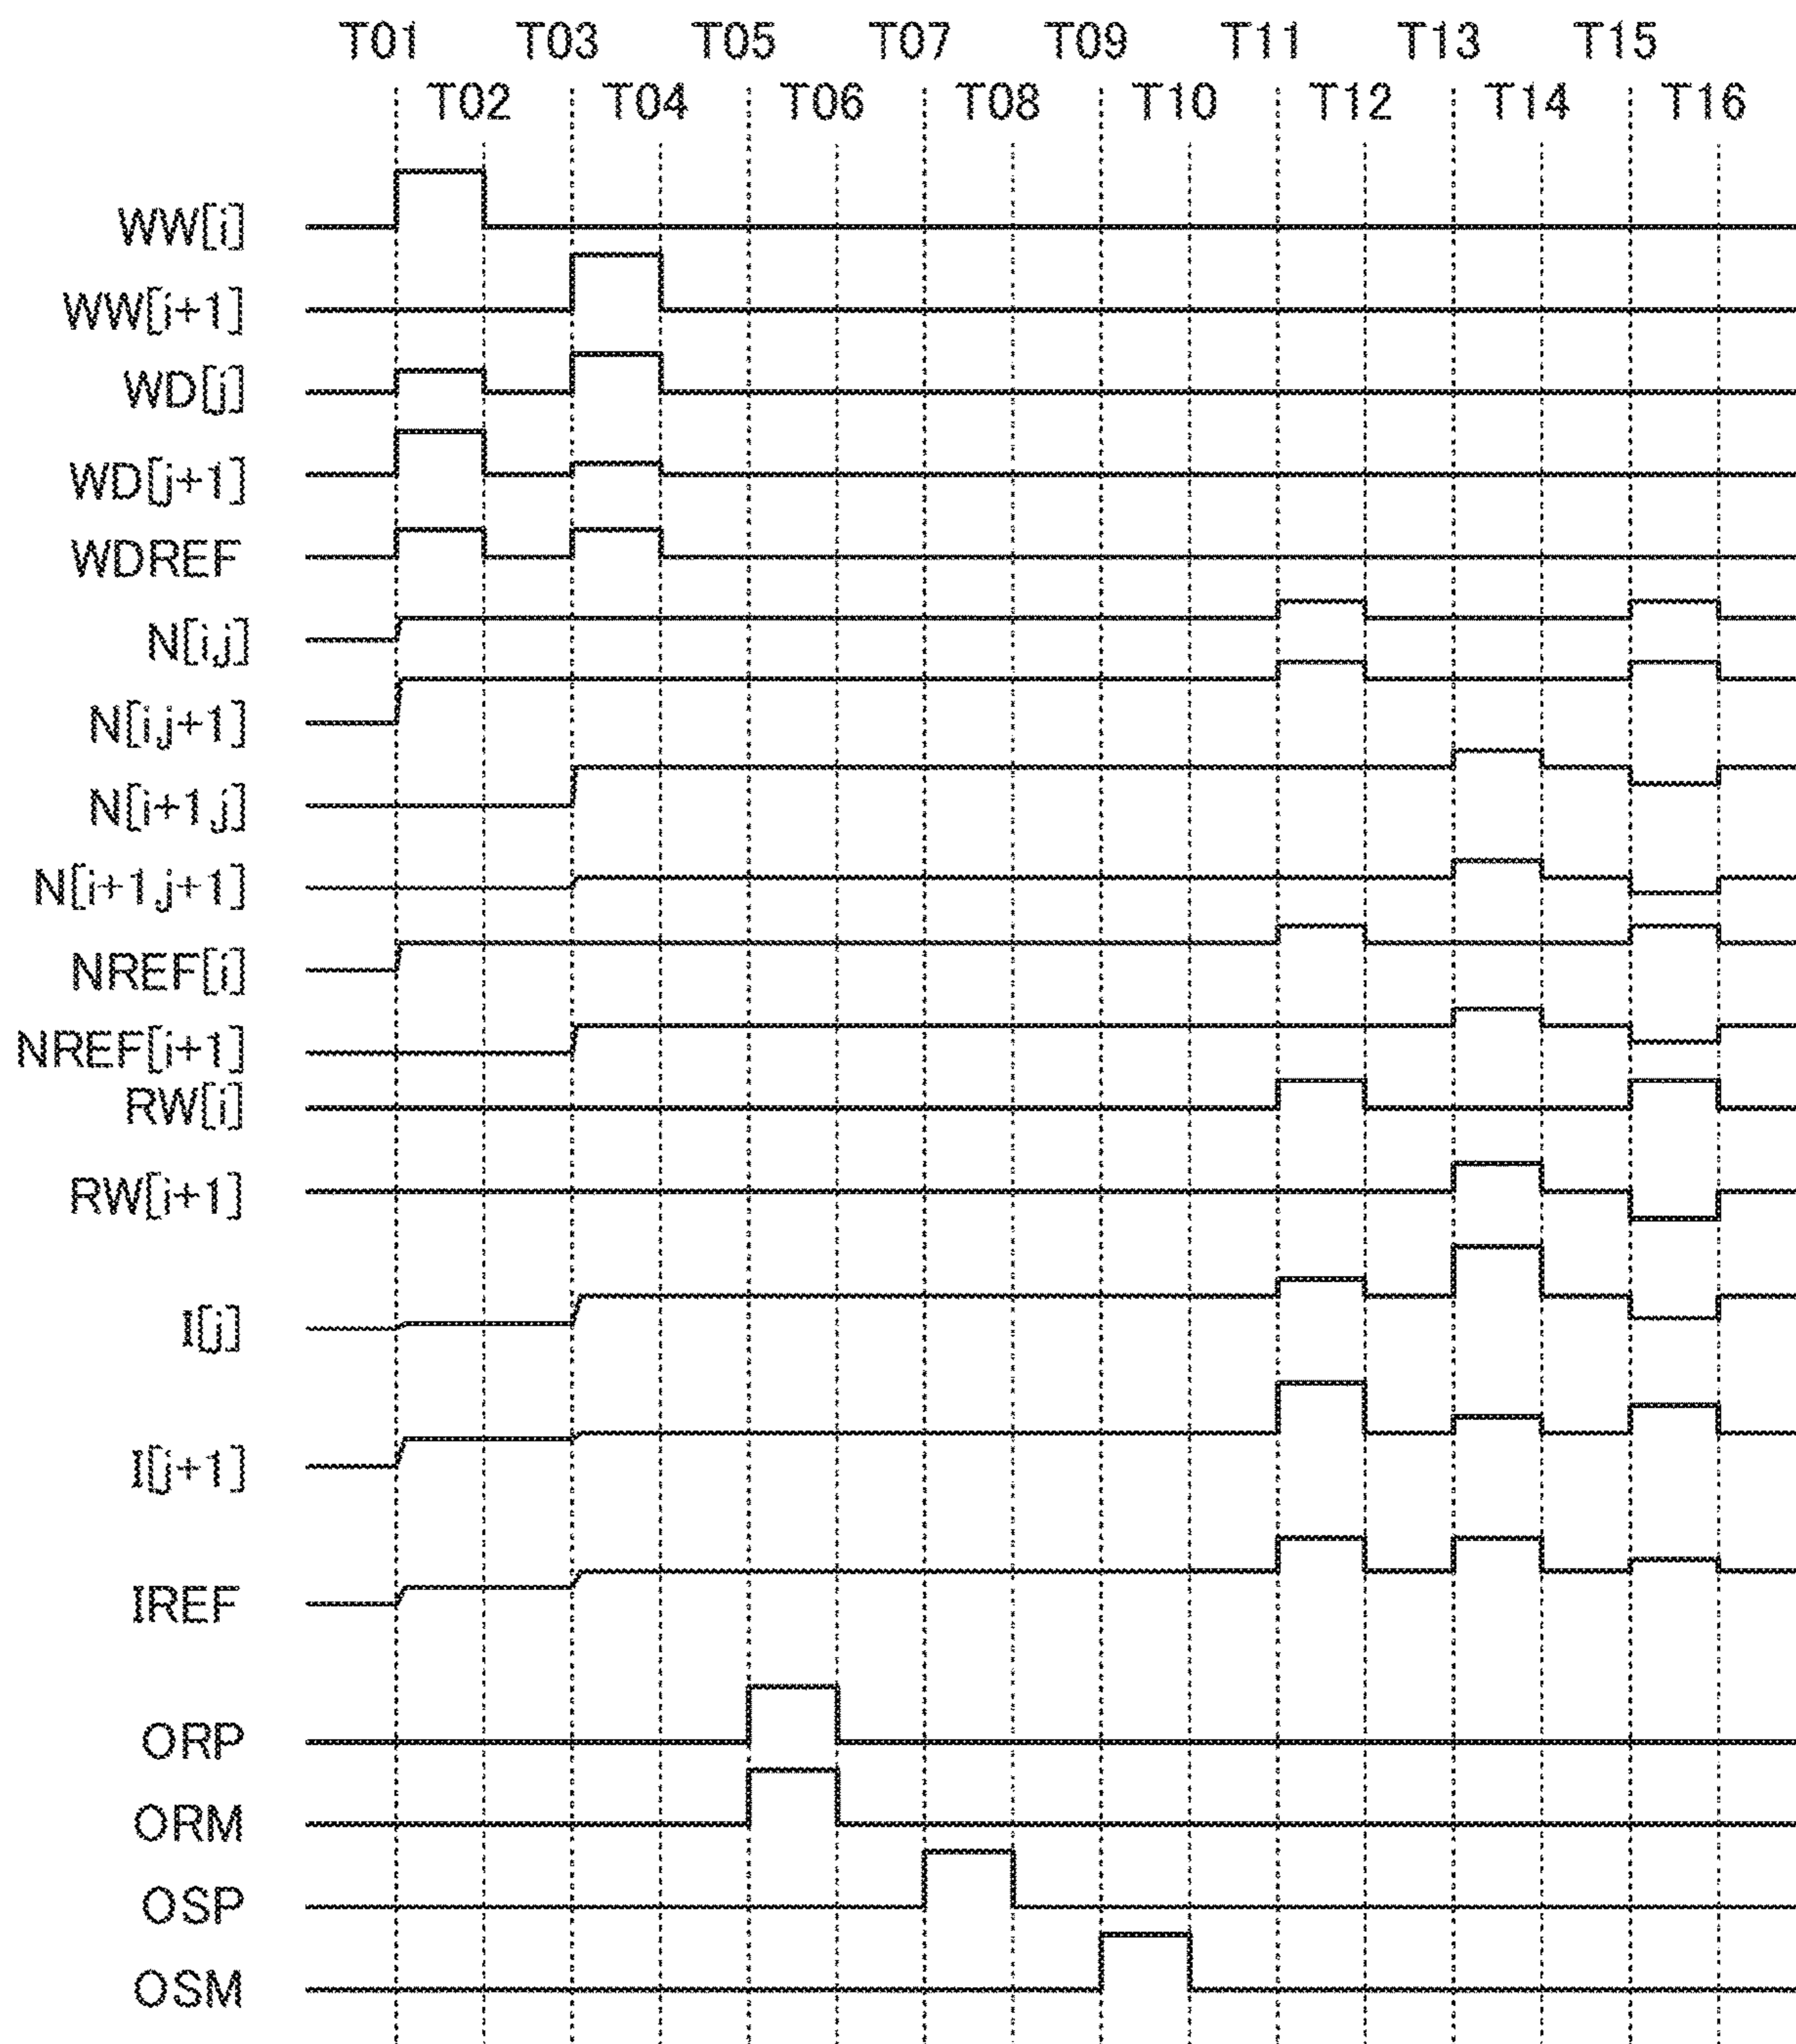 T01 T03 T05 T07 T09 T11 T13 T15
T02 T04 T06 T08 T10 T12 T14 T16
WW[i]
WW[i+1]
WD[j]
WD[j+1]
WDREF
N[i,j]
N[i,j+1]
N[i+1,j]
N[i+1,j+1]
NREF[i]
NREF[i+1]
RW[i]
RW[i+1]
I[j]
I[j+1]
IREF
ORP
ORM
OSP
OSM